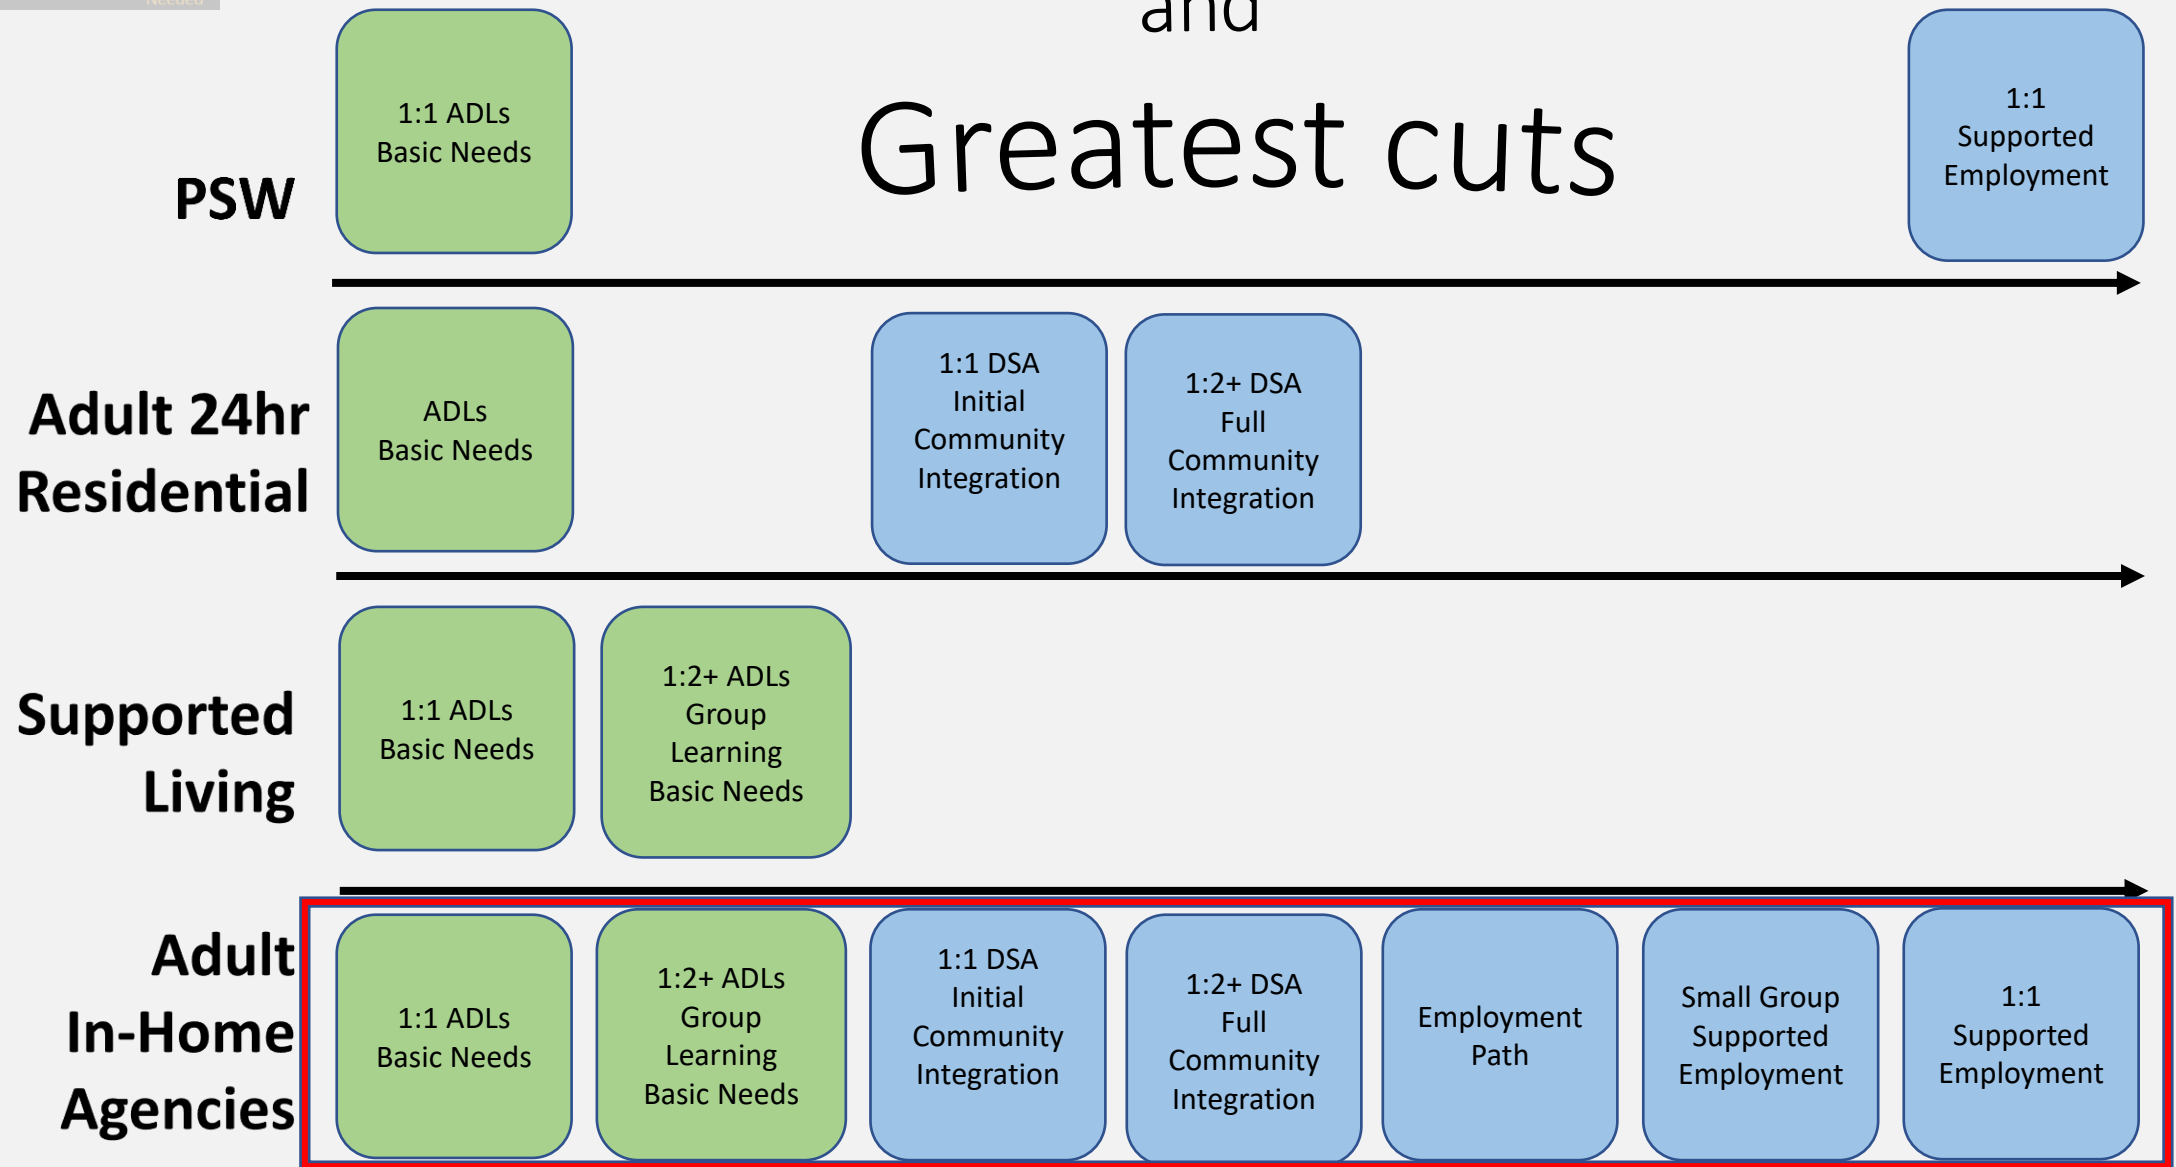 Needed
and
Greatest cuts
PSW
1:1 ADLs
Basic Needs
1:1
Supported
Employment
Adult 24hr
Residential
ADLs
Basic Needs
1:1 DSA
Initial
Community
Integration
1:2+ DSA
Full
Community
Integration
Supported
Living
1:1 ADLs
Basic Needs
1:2+ ADLs
Group
Learning
Basic Needs
Adult
In-Home
Agencies
1:1 ADLs
Basic Needs
1:2+ ADLs
Group
Learning
Basic Needs
1:1 DSA
Initial
Community
Integration
1:2+ DSA
Full
Community
Integration
Employment
Path
Small Group
Supported
Employment
1:1
Supported
Employment